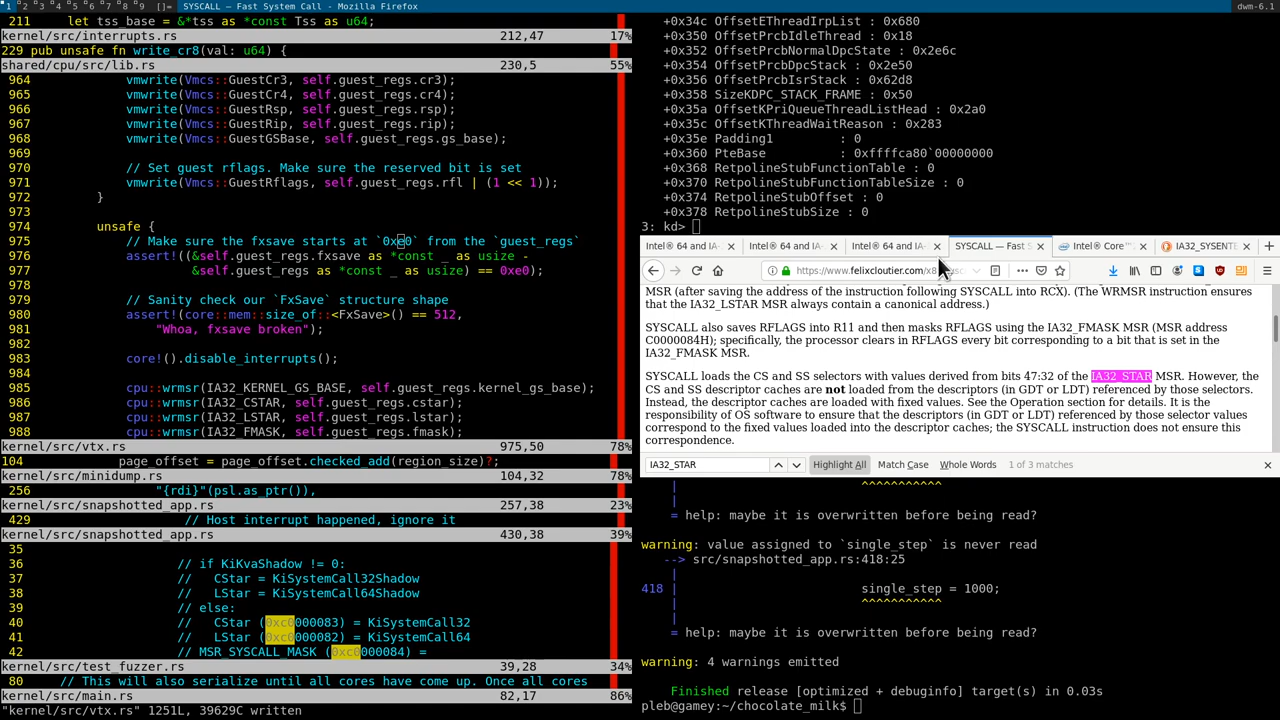 1 2 3 4 5 6 7 8 9 []= SYSCALL — Fast System Call - Mozilla Firefox dwm-6.1
211 let tss_base = &*tss as *const Tss as u64;
kernel/src/interrupts.rs 212,47 17%
229 pub unsafe fn write_cr8(val: u64) {
shared/cpu/src/lib.rs 230,5 55%
964 vmwrite(Vmcs::GuestCr3, self.guest_regs.cr3);
965 vmwrite(Vmcs::GuestCr4, self.guest_regs.cr4);
966 vmwrite(Vmcs::GuestRsp, self.guest_regs.rsp);
967 vmwrite(Vmcs::GuestRip, self.guest_regs.rip);
968 vmwrite(Vmcs::GuestGSBase, self.guest_regs.gs_base);
969
970 // Set guest rflags. Make sure the reserved bit is set
971 vmwrite(Vmcs::GuestRflags, self.guest_regs.rfl | (1 << 1));
972 }
973
974 unsafe {
975 // Make sure the fxsave starts at `0xe0` from the `guest_regs`
976 assert!((&self.guest_regs.fxsave as *const _ as usize -
977 &self.guest_regs as *const _ as usize) == 0xe0);
978
979 // Sanity check our `FxSave` structure shape
980 assert!(core::mem::size_of::<FxSave>() == 512,
981 "Whoa, fxsave broken");
982
983 core!().disable_interrupts();
984
985 cpu::wrmsr(IA32_KERNEL_GS_BASE, self.guest_regs.kernel_gs_base);
986 cpu::wrmsr(IA32_CSTAR, self.guest_regs.cstar);
987 cpu::wrmsr(IA32_LSTAR, self.guest_regs.lstar);
988 cpu::wrmsr(IA32_FMASK, self.guest_regs.fmask);
kernel/src/vtx.rs 975,50 78%
104 page_offset = page_offset.checked_add(region_size)?;
kernel/src/minidump.rs 104,32 78%
256 "{rdi}"(psl.as_ptr()),
kernel/src/snapshotted_app.rs 257,38 23%
429 // Host interrupt happened, ignore it
kernel/src/snapshotted_app.rs 430,38 39%
35
36 // if KiKvaShadow != 0:
37 // CStar = KiSystemCall32Shadow
38 // LStar = KiSystemCall64Shadow
39 // else:
40 // CStar (0xc0000083) = KiSystemCall32
41 // LStar (0xc0000082) = KiSystemCall64
42 // MSR_SYSCALL_MASK (0xc0000084) =
kernel/src/test_fuzzer.rs 39,28 34%
80 // This will also serialize until all cores have come up. Once all cores
kernel/src/main.rs 82,17 86%
"kernel/src/vtx.rs" 1251L, 39629C written
+0x34c OffsetEThreadIrpList : 0x680
+0x350 OffsetPrcbIdleThread : 0x18
+0x352 OffsetPrcbNormalDpcState : 0x2e6c
+0x354 OffsetPrcbDpcStack : 0x2e50
+0x356 OffsetPrcbIsrStack : 0x62d8
+0x358 SizeKDPC_STACK_FRAME : 0x50
+0x35a OffsetKPriQueueThreadListHead : 0x2a0
+0x35c OffsetKThreadWaitReason : 0x283
+0x35e Padding1 : 0
+0x360 PteBase : 0xffffca80`00000000
+0x368 RetpolineStubFunctionTable : 0
+0x370 RetpolineStubFunctionTableSize : 0
+0x374 RetpolineStubOffset : 0
+0x378 RetpolineStubSize : 0
3: kd>
Intel® 64 and IA- Intel® 64 and IA- Intel® 64 and IA- SYSCALL — Fast S Intel® Core™ IA32_SYSENTE
https://www.felixcloutier.com/x8
MSR (after saving the address of the instruction following SYSCALL into RCX). (The WRMSR instruction ensures
that the IA32_LSTAR MSR always contain a canonical address.)
SYSCALL also saves RFLAGS into R11 and then masks RFLAGS using the IA32_FMASK MSR (MSR address
C0000084H); specifically, the processor clears in RFLAGS every bit corresponding to a bit that is set in the
IA32_FMASK MSR.
SYSCALL loads the CS and SS selectors with values derived from bits 47:32 of the IA32_STAR MSR. However, the
CS and SS descriptor caches are not loaded from the descriptors (in GDT or LDT) referenced by those selectors.
Instead, the descriptor caches are loaded with fixed values. See the Operation section for details. It is the
responsibility of OS software to ensure that the descriptors (in GDT or LDT) referenced by those selector values
correspond to the fixed values loaded into the descriptor caches; the SYSCALL instruction does not ensure this
correspondence.
IA32_STAR Highlight All Match Case Whole Words 1 of 3 matches
| ^^^^^^^^^^^
|
= help: maybe it is overwritten before being read?
warning: value assigned to `single_step` is never read
--> src/snapshotted_app.rs:418:25
|
418 | single_step = 1000;
| ^^^^^^^^^^^
|
= help: maybe it is overwritten before being read?
warning: 4 warnings emitted
Finished release [optimized + debuginfo] target(s) in 0.03s
pleb@gamey:~/chocolate_milk$